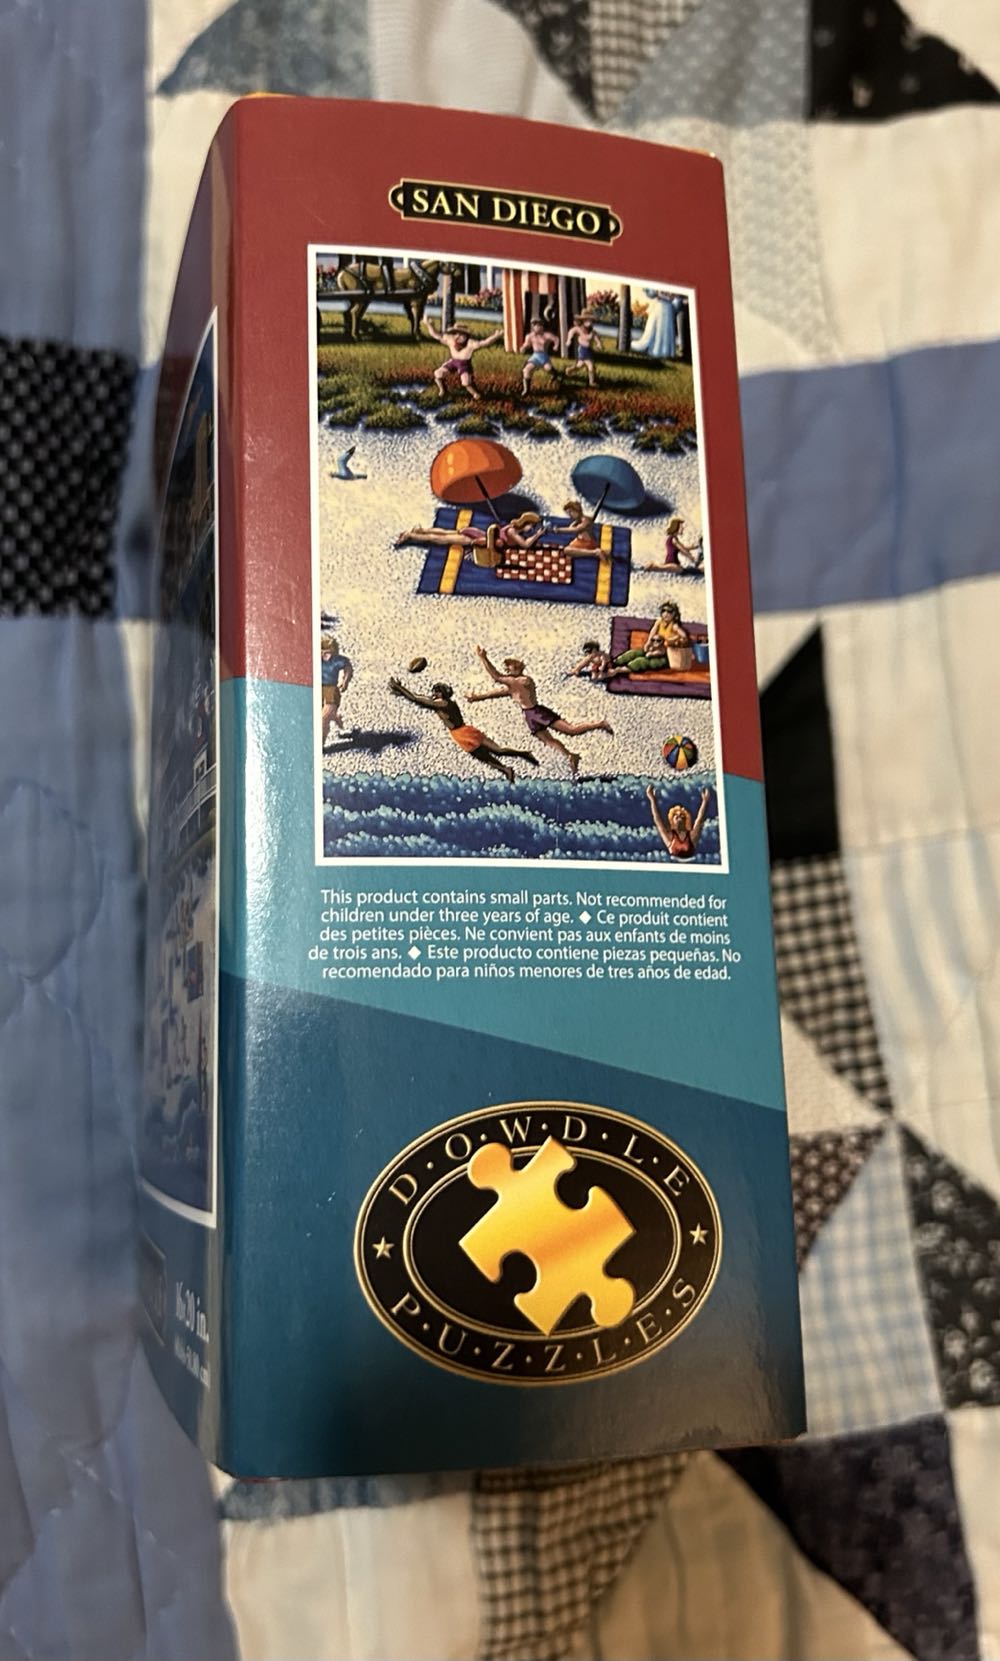 SAN DIEGO
This product contains small parts. Not recommended for
children under three years of age. ◆ Ce produit contient
des petites pièces. Ne convient pas aux enfants de moins
de trois ans. ◆ Este producto contiene piezas pequeñas. No
recomendado para niños menores de tres años de edad.
D·O·W·D·L·E
★ ★
P·U·Z·Z·L·E·S
16x20 in.